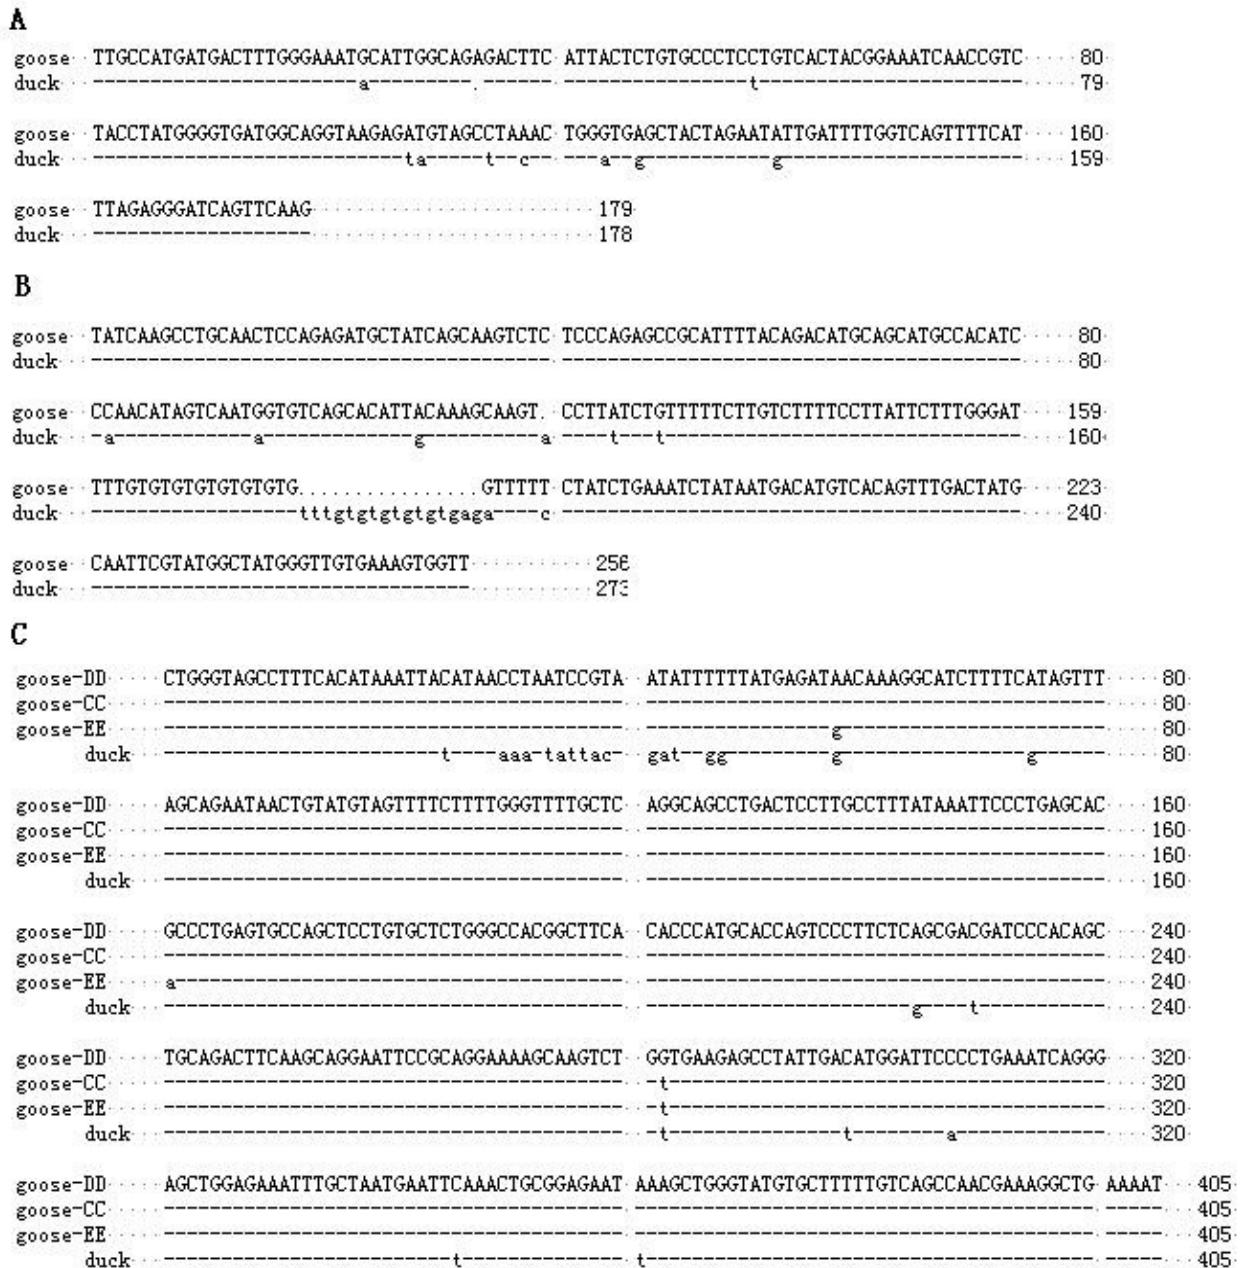 A
goose TTGCCATGATGACTTTGGGAAATGCATTGGCAGAGACTTC ATTACTCTGTGCCCTCCTGTCACTACGGAAATCAACCGTC 80
duck -----------------------a---------.------ ----------------t----------------------- 79
goose TACCTATGGGGTGATGGCAGGTAAGAGATGTAGCCTAAAC TGGGTGAGCTACTAGAATATTGATTTTGGTCAGTTTTCAT 160
duck ---------------------------ta-----t--c-- ---a--g-----------g--------------------- 159
goose TTAGAGGGATCAGTTCAAG 179
duck ------------------- 178
B
goose TATCAAGCCTGCAACTCCAGAGATGCTATCAGCAAGTCTC TCCCAGAGCCGCATTTTACAGACATGCAGCATGCCACATC 80
duck ---------------------------------------- ---------------------------------------- 80
goose CCAACATAGTCAATGGTGTCAGCACATTACAAAGCAAGT. CCTTATCTGTTTTTCTTGTCTTTTCCTTATTCTTTGGGAT 159
duck -a------------a-------------g----------a ----t---t------------------------------- 160
goose TTTGTGTGTGTGTGTGTG................GTTTTT CTATCTGAAATCTATAATGACATGTCACAGTTTGACTATG 223
duck ------------------tttgtgtgtgtgtgaga----c ---------------------------------------- 240
goose CAATTCGTATGGCTATGGGTTGTGAAAGTGGTT 256
duck --------------------------------- 273
C
goose-DD CTGGGTAGCCTTTCACATAAATTACATAACCTAATCCGTA ATATTTTTTATGAGATAACAAAGGCATCTTTTCATAGTTT 80
goose-CC ---------------------------------------- ---------------------------------------- 80
goose-EE ---------------------------------------- ----------------g----------------------- 80
duck ------------------------t----aaa-tattac- gat--gg---------g----------------g------ 80
goose-DD AGCAGAATAACTGTATGTAGTTTTCTTTTGGGTTTTGCTC AGGCAGCCTGACTCCTTGCCTTTATAAATTCCCTGAGCAC 160
goose-CC ---------------------------------------- ---------------------------------------- 160
goose-EE ---------------------------------------- ---------------------------------------- 160
duck ---------------------------------------- ---------------------------------------- 160
goose-DD GCCCTGAGTGCCAGCTCCTGTGCTCTGGGCCACGGCTTCA CACCCATGCACCAGTCCCTTCTCAGCGACGATCCCACAGC 240
goose-CC ---------------------------------------- ---------------------------------------- 240
goose-EE a--------------------------------------- ---------------------------------------- 240
duck ---------------------------------------- -----------------------g----t----------- 240
goose-DD TGCAGACTTCAAGCAGGAATTCCGCAGGAAAAGCAAGTCT GGTGAAGAGCCTATTGACATGGATTCCCCTGAAATCAGGG 320
goose-CC ---------------------------------------- -t-------------------------------------- 320
goose-EE ---------------------------------------- -t-------------------------------------- 320
duck ---------------------------------------- -t---------------t--------a------------- 320
goose-DD AGCTGGAGAAATTTGCTAATGAATTCAAACTGCGGAGAAT AAAGCTGGGTATGTGCTTTTTGTCAGCCAACGAAAGGCTG AAAAT 405
goose-CC ---------------------------------------- ---------------------------------------- ----- 405
goose-EE ---------------------------------------- ---------------------------------------- ----- 405
duck -------------------------t-------------- t--------------------------------------- ----- 405